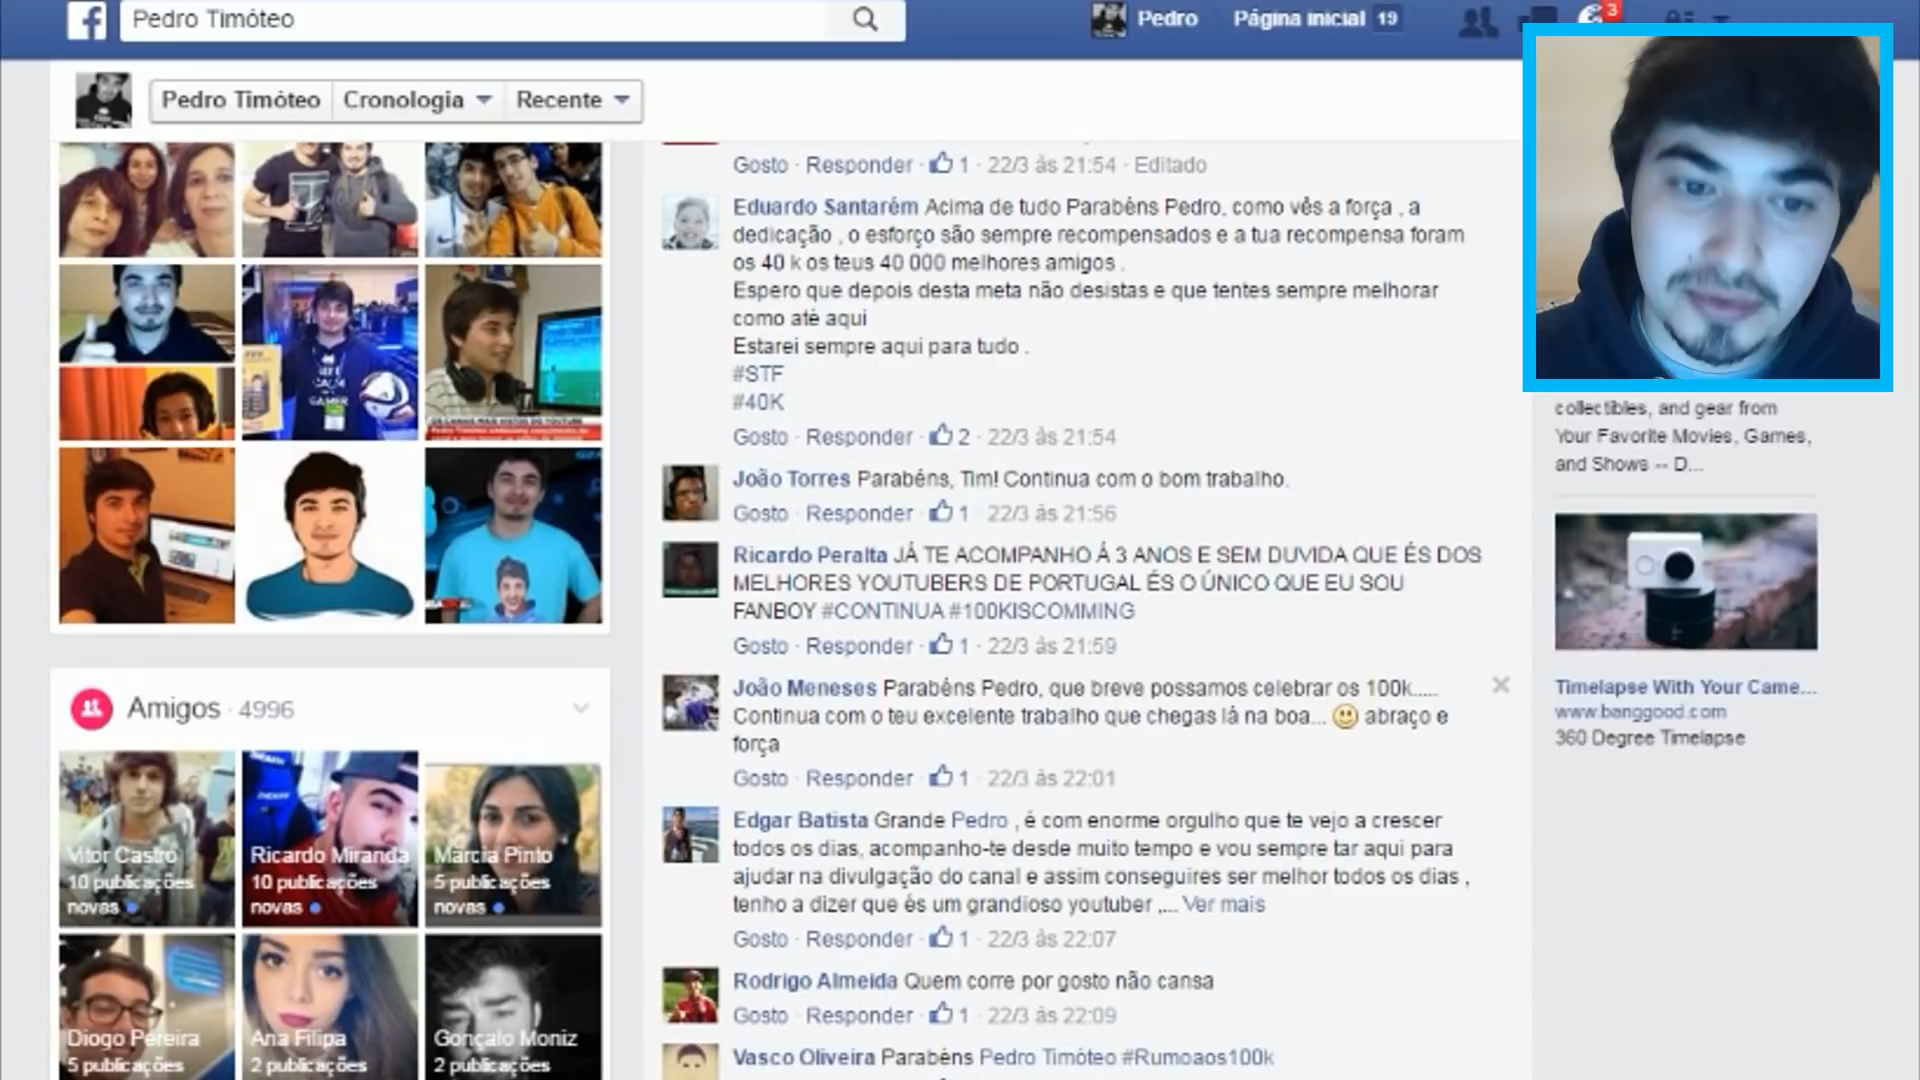 Pedro Timóteo
Pedro
Página inicial 19
3
Pedro Timóteo
Cronologia
Recente
Gosto · Responder · 1 · 22/3 às 21:54 · Editado
Eduardo Santarém Acima de tudo Parabéns Pedro, como vês a força , a
dedicação , o esforço são sempre recompensados e a tua recompensa foram
os 40 k os teus 40 000 melhores amigos .
Espero que depois desta meta não desistas e que tentes sempre melhorar
como até aqui
Estarei sempre aqui para tudo .
#STF
#40K
Gosto · Responder · 2 · 22/3 às 21:54
João Torres Parabéns, Tim! Continua com o bom trabalho.
Gosto · Responder · 1 · 22/3 às 21:56
Ricardo Peralta JÁ TE ACOMPANHO Á 3 ANOS E SEM DUVIDA QUE ÉS DOS
MELHORES YOUTUBERS DE PORTUGAL ÉS O ÚNICO QUE EU SOU
FANBOY #CONTINUA #100KISCOMMING
Gosto · Responder · 1 · 22/3 às 21:59
João Meneses Parabéns Pedro, que breve possamos celebrar os 100k.....
Continua com o teu excelente trabalho que chegas lá na boa... 🙂 abraço e
força
Gosto · Responder · 1 · 22/3 às 22:01
Edgar Batista Grande Pedro , é com enorme orgulho que te vejo a crescer
todos os dias, acompanho-te desde muito tempo e vou sempre tar aqui para
ajudar na divulgação do canal e assim conseguires ser melhor todos os dias ,
tenho a dizer que és um grandioso youtuber ,... Ver mais
Gosto · Responder · 1 · 22/3 às 22:07
Rodrigo Almeida Quem corre por gosto não cansa
Gosto · Responder · 1 · 22/3 às 22:09
Vasco Oliveira Parabéns Pedro Timóteo #Rumoaos100k
Amigos · 4996
Vitor Castro
10 publicações
novas
Ricardo Miranda
10 publicações
novas
Márcia Pinto
5 publicações
novas
Diogo Pereira
5 publicações
Ana Filipa
2 publicações
Gonçalo Moniz
2 publicações
collectibles, and gear from
Your Favorite Movies, Games,
and Shows -- D...
Timelapse With Your Came...
www.banggood.com
360 Degree Timelapse